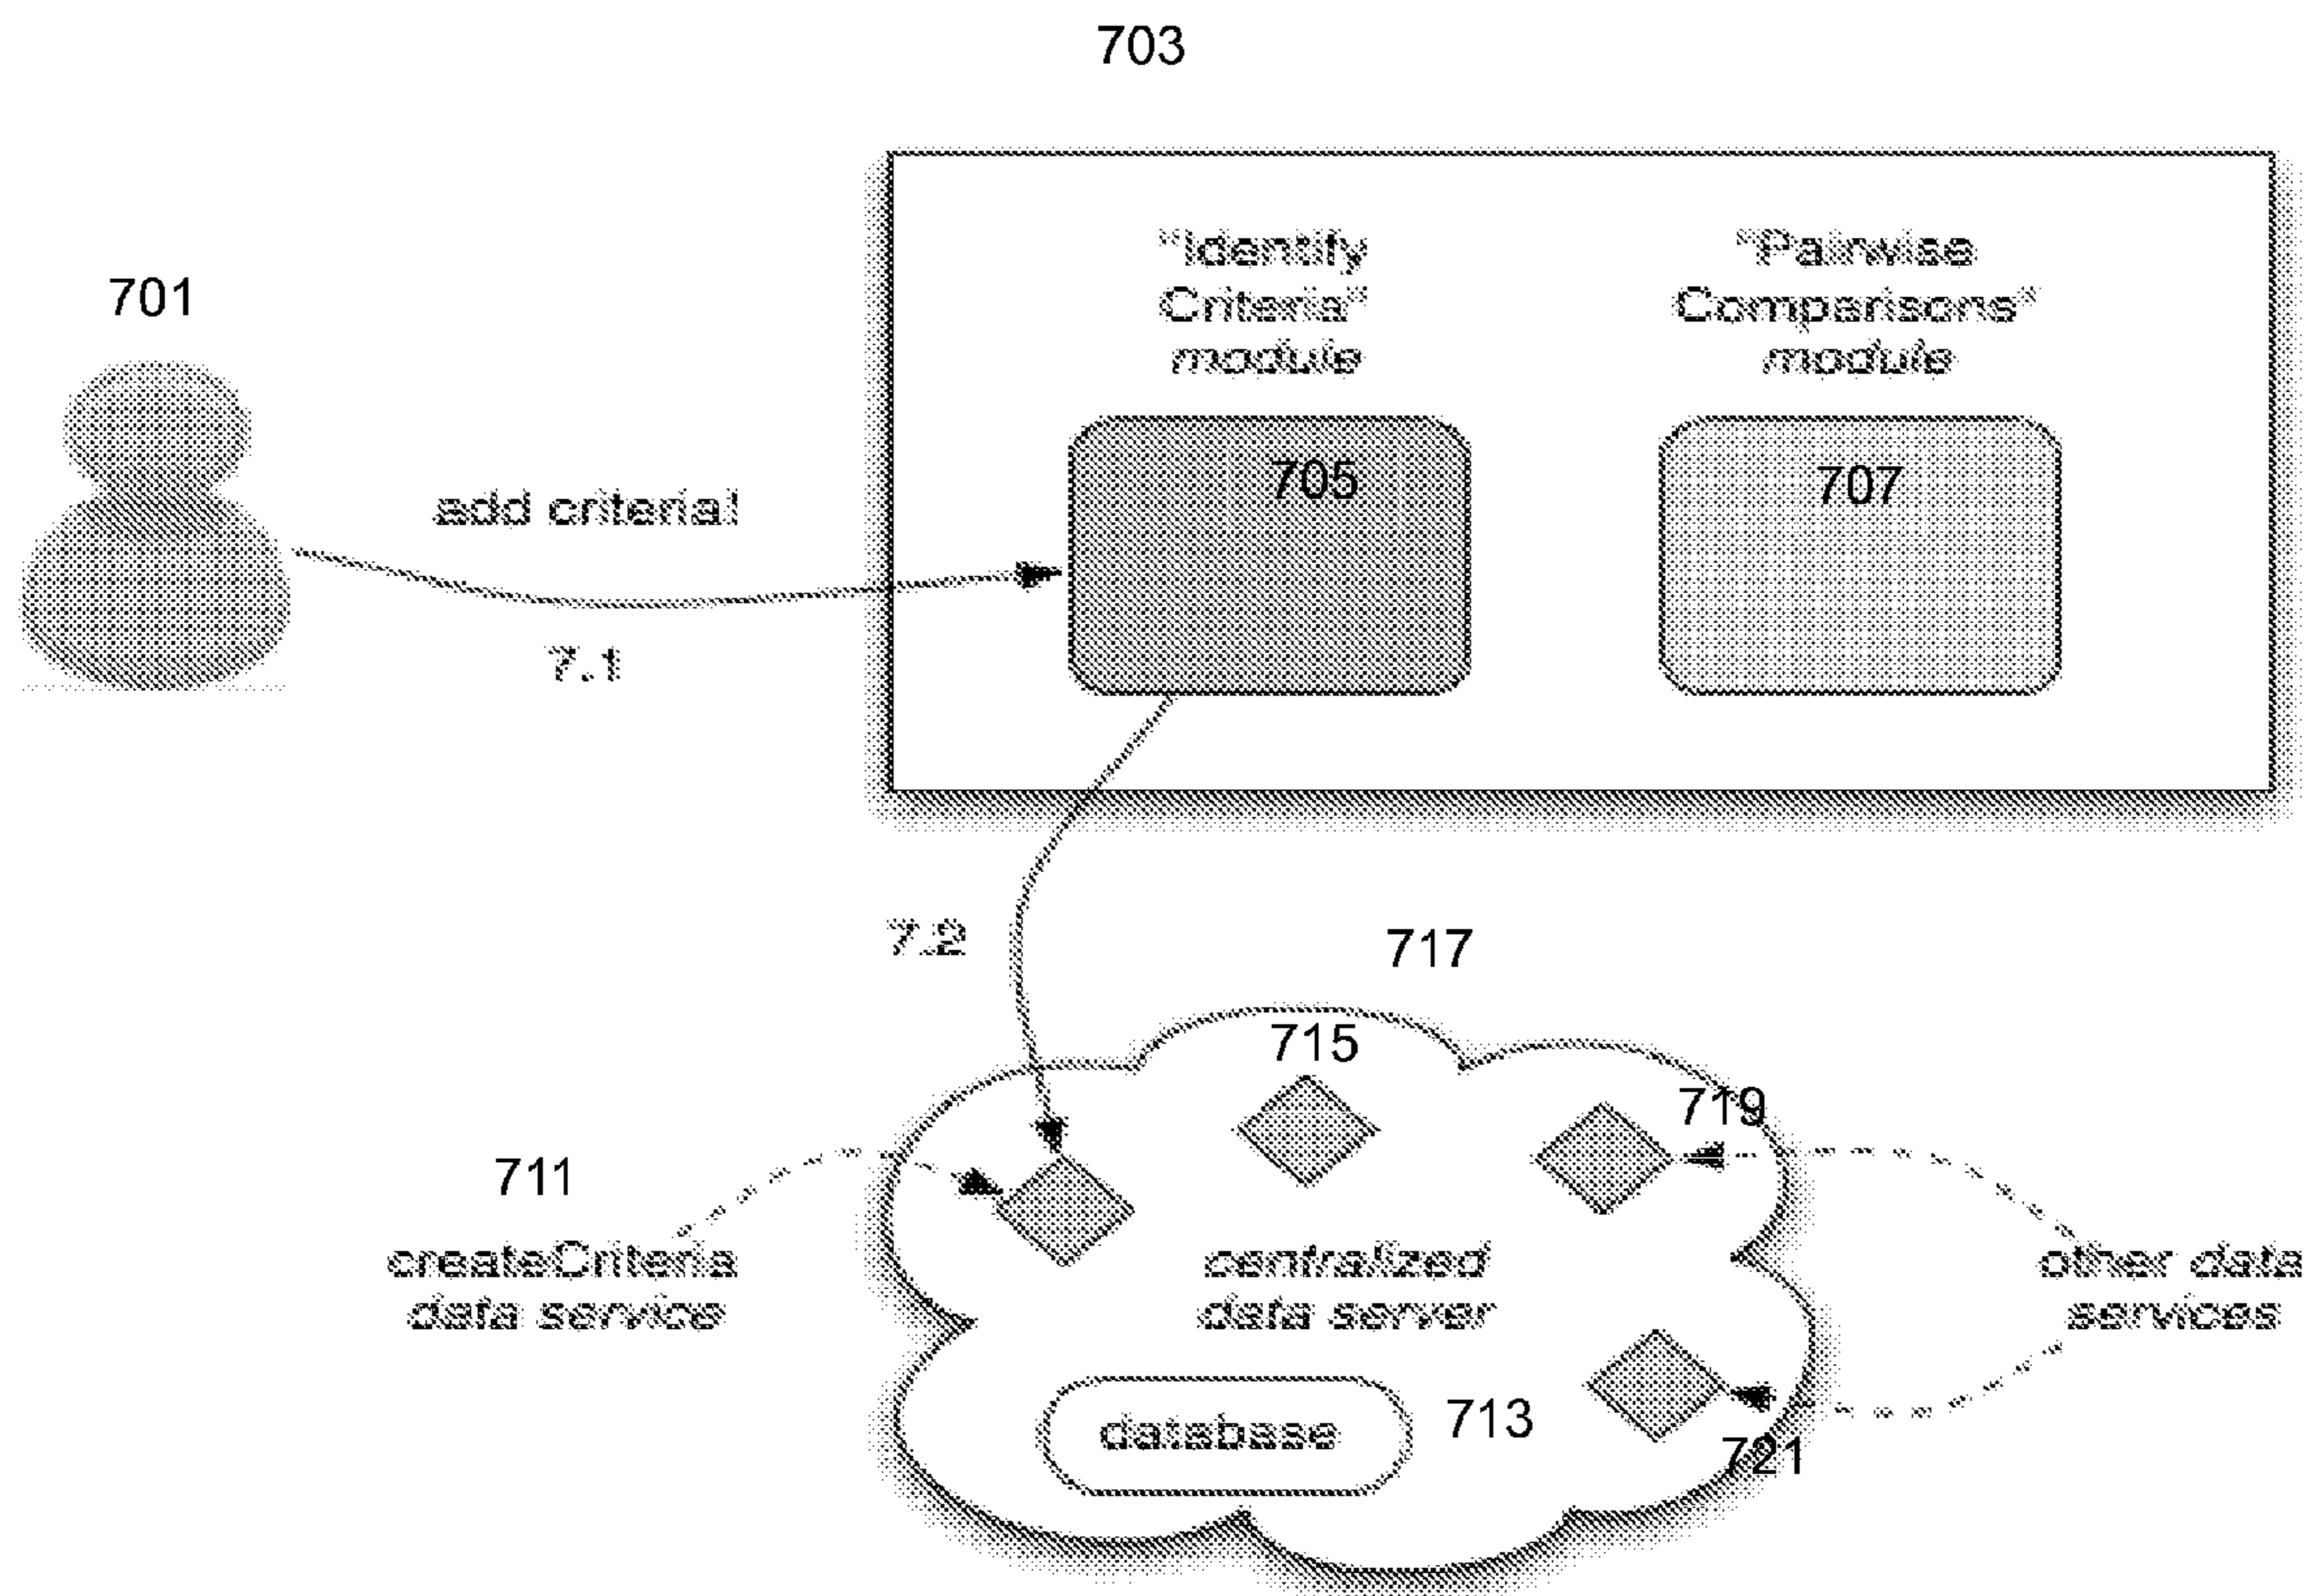 703
701
"Identify
Criteria"
module
"Pairwise
Comparisons"
module
705
707
add criteria!
7.1
7.2
717
715
719
711
createCriteria
data service
centralized
data server
other data
services
database
713
721